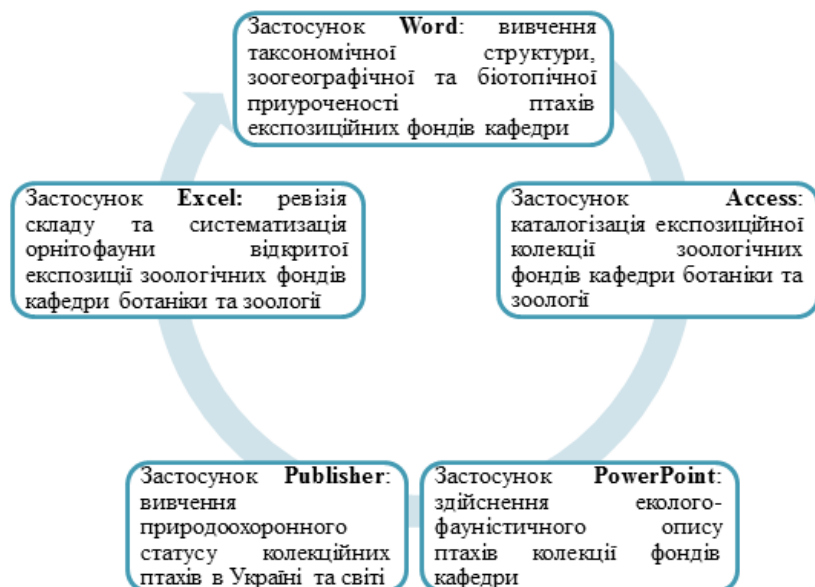 Застосунок Word: вивчення
таксономічної структури,
зоогеографічної та біотопічної
приуроченості птахів
експозиційних фондів кафедри
Застосунок Access:
каталогізація експозиційної
колекції зоологічних
фондів кафедри ботаніки та
зоології
Застосунок PowerPoint:
здійснення еколого-
фауністичного опису
птахів колекції фондів
кафедри
Застосунок Publisher:
вивчення
природоохоронного
статусу колекційних
птахів в Україні та світі
Застосунок Excel: ревізія
складу та систематизація
орнітофауни відкритої
експозиції зоологічних фондів
кафедри ботаніки та зоології